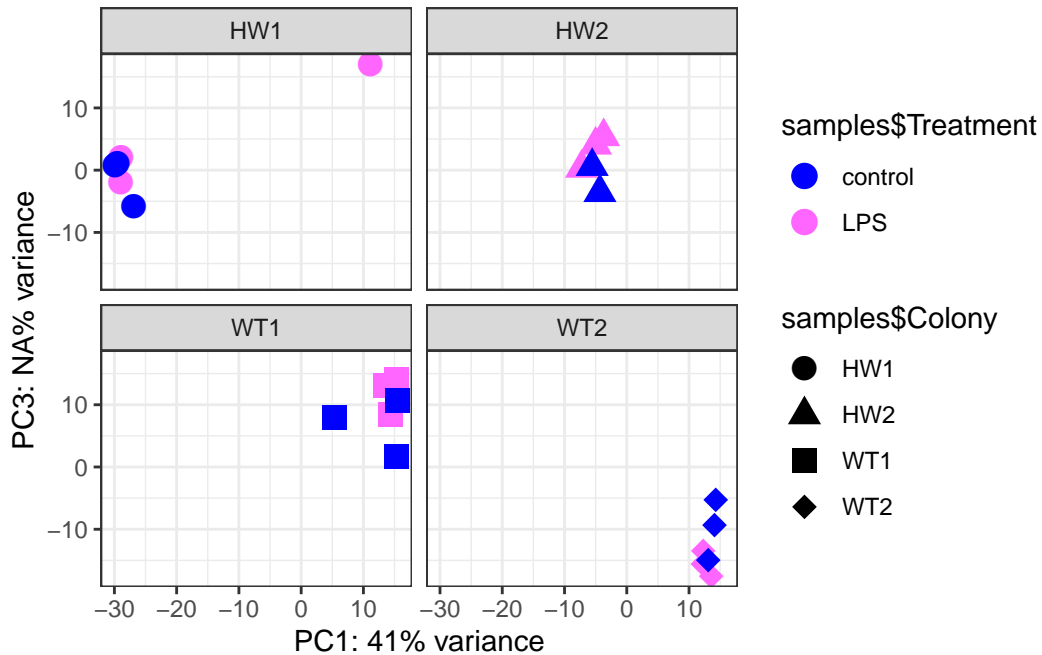 HW1
HW2
10
0
−10
WT1
WT2
10
0
−10
−30
−20
−10
0
10
−30
−20
−10
0
10
PC1: 41% variance
PC3: NA% variance
samples$Treatment
control
LPS
samples$Colony
HW1
HW2
WT1
WT2